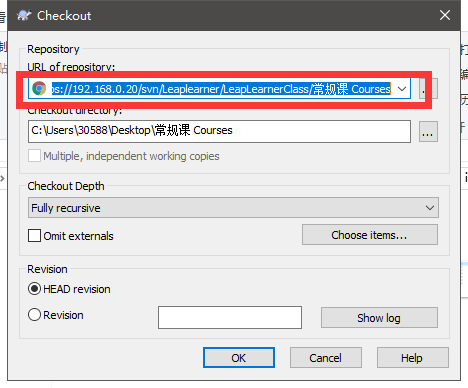 Checkout
Repository
URL of repository:
ps://192.168.0.20/svn/Leaplearner/LeapLearnerClass/常规课 Courses
...
Checkout directory:
C:\Users\30588\Desktop\常规课 Courses
...
Multiple, independent working copies
Checkout Depth
Fully recursive
Omit externals
Choose items...
Revision
HEAD revision
Revision
Show log
OK
Cancel
Help